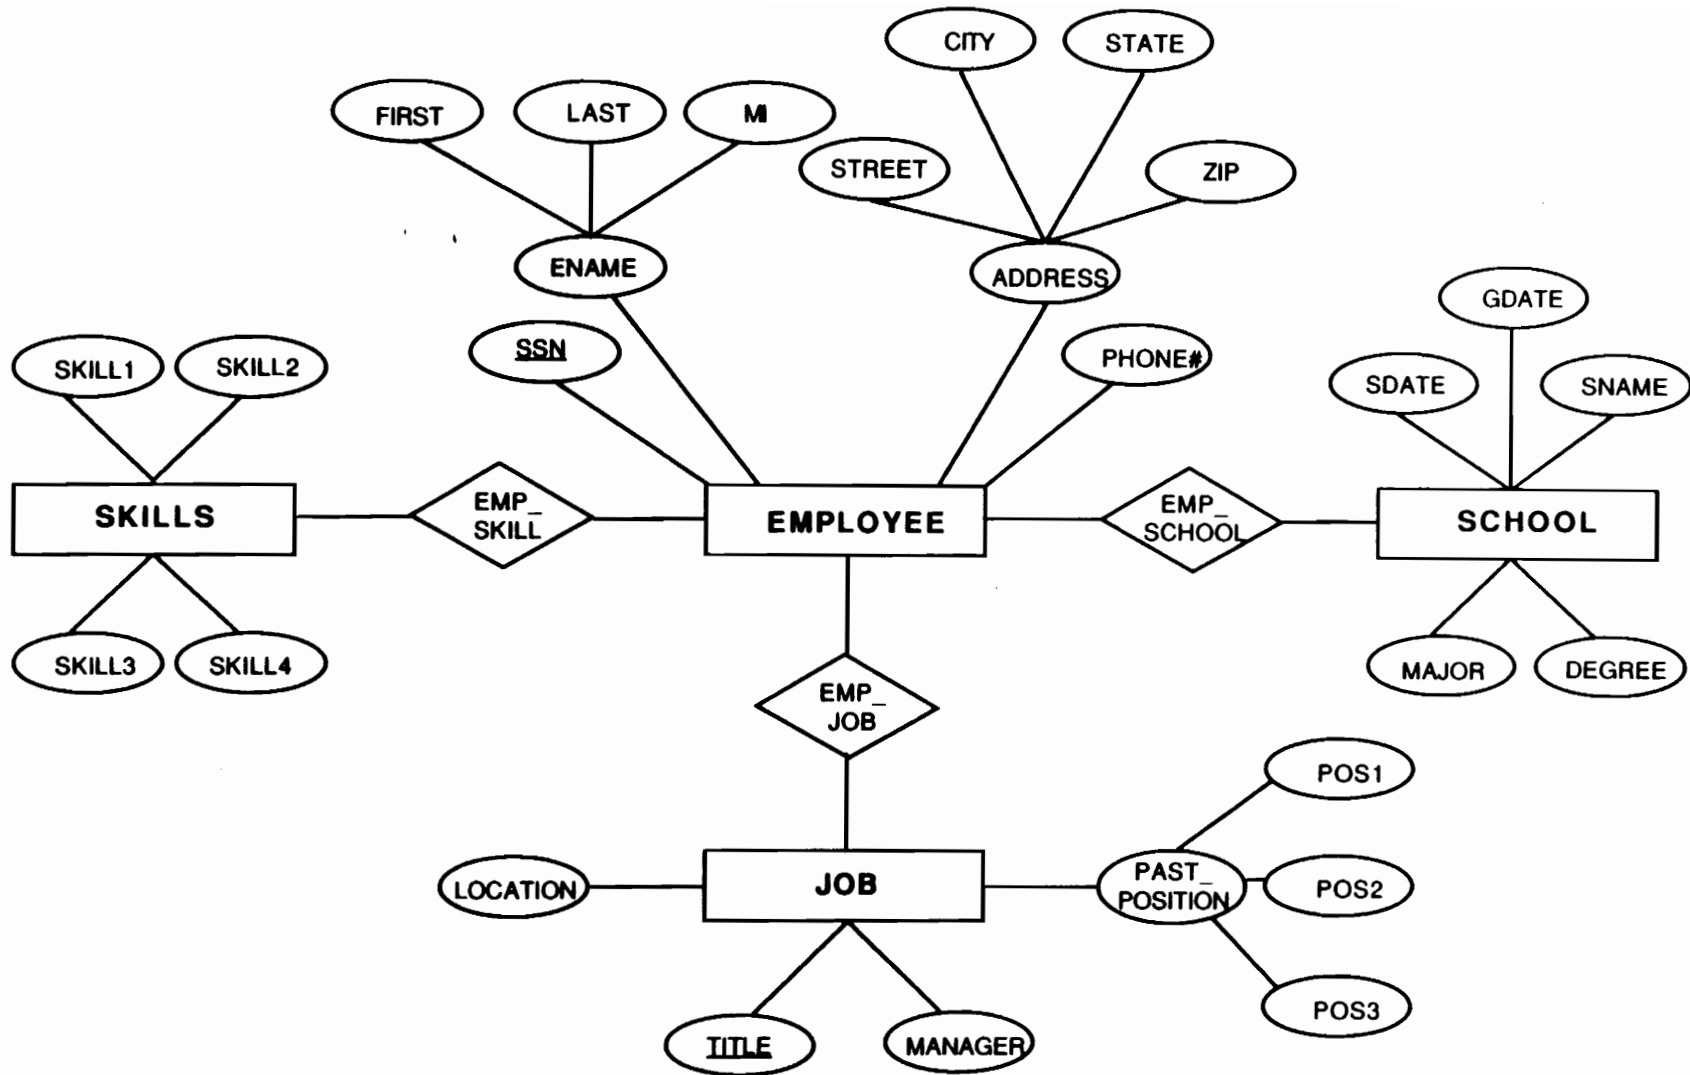 CITY
STATE
FIRST
LAST
MI
STREET
ZIP
ENAME
ADDRESS
GDATE
SSN
PHONE#
SKILL1
SKILL2
SDATE
SNAME
SKILLS
EMP_
SKILL
EMPLOYEE
EMP_
SCHOOL
SCHOOL
SKILL3
SKILL4
MAJOR
DEGREE
EMP_
JOB
POS1
LOCATION
JOB
PAST_
POSITION
POS2
POS3
TITLE
MANAGER